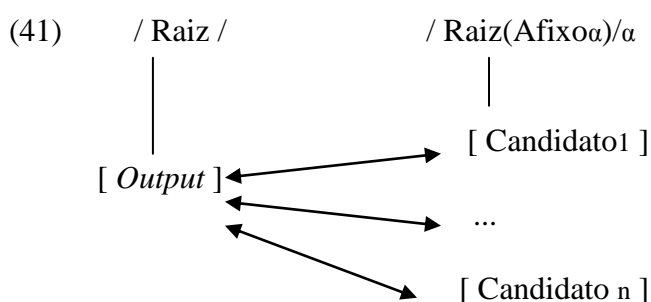 (41) / Raiz / / Raiz(Afixoα)/α
[ Candidato1 ]
[ Output ]
...
[ Candidato n ]